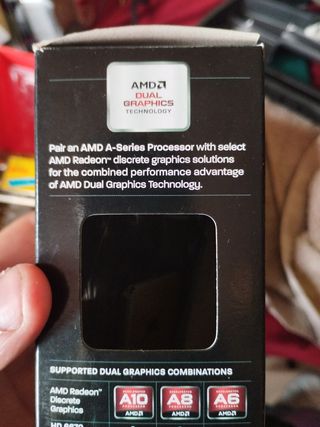 AMD
DUAL
GRAPHICS
TECHNOLOGY
Pair an AMD A-Series Processor with select
AMD Radeon™ discrete graphics solutions
for the combined performance advantage
of AMD Dual Graphics Technology.
SUPPORTED DUAL GRAPHICS COMBINATIONS
AMD Radeon™
Discrete
Graphics
A10
AMD
A8
AMD
A6
AMD